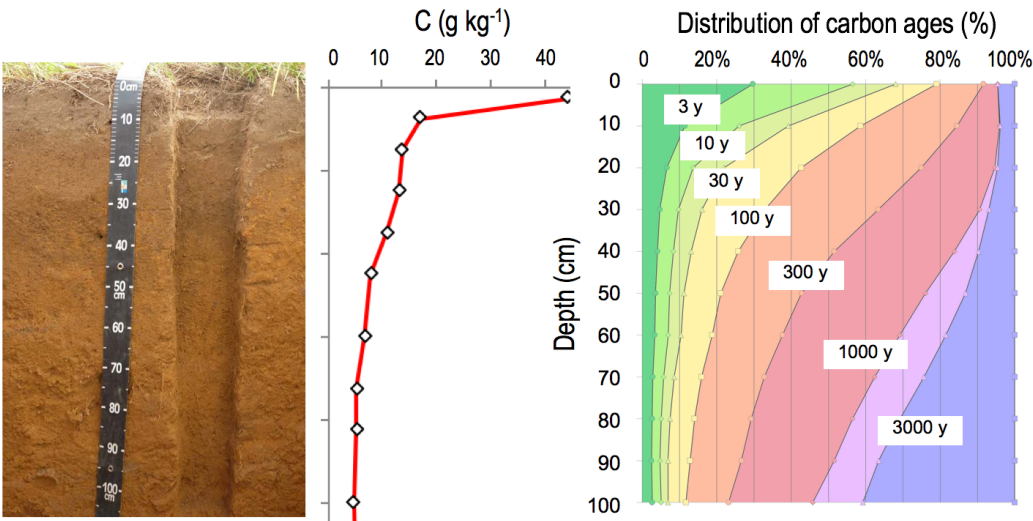 0cm
10
20
30
40
50
cm
60
70
80
90
100
cm
C (g kg-1)
0 10 20 30 40
Distribution of carbon ages (%)
0 20% 40% 60% 80% 100%
Depth (cm)
0
10
20
30
40
50
60
70
80
90
100
3 y
10 y
30 y
100 y
300 y
1000 y
3000 y